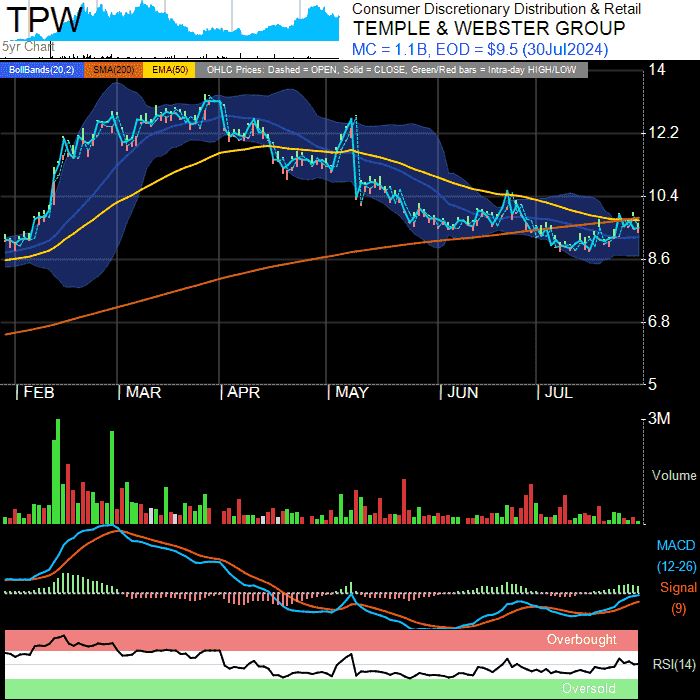 TPW
5yr Chart
Consumer Discretionary Distribution & Retail
TEMPLE & WEBSTER GROUP
MC = 1.1B, EOD = $9.5 (30Jul2024)
BollBands(20,2) SMA(200) EMA(50) OHLC Prices: Dashed = OPEN, Solid = CLOSE, Green/Red bars = Intra-day HIGH/LOW
14
12.2
10.4
8.6
6.8
5
FEB MAR APR MAY JUN JUL
3M
Volume
MACD
(12-26)
Signal
(9)
Overbought
RSI(14)
Oversold